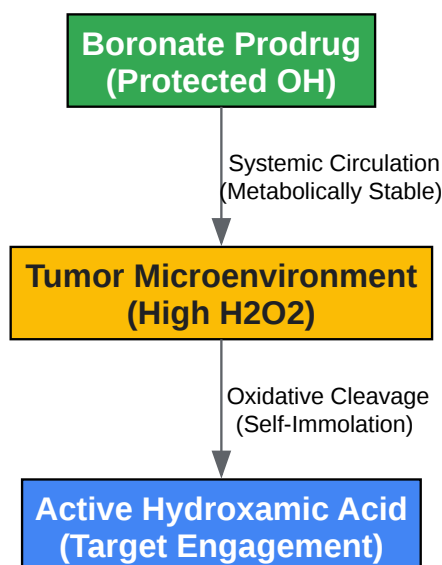 Boronate Prodrug
(Protected OH)
Systemic Circulation
(Metabolically Stable)
Tumor Microenvironment
(High H2O2)
Oxidative Cleavage
(Self-Immolation)
Active Hydroxamic Acid
(Target Engagement)